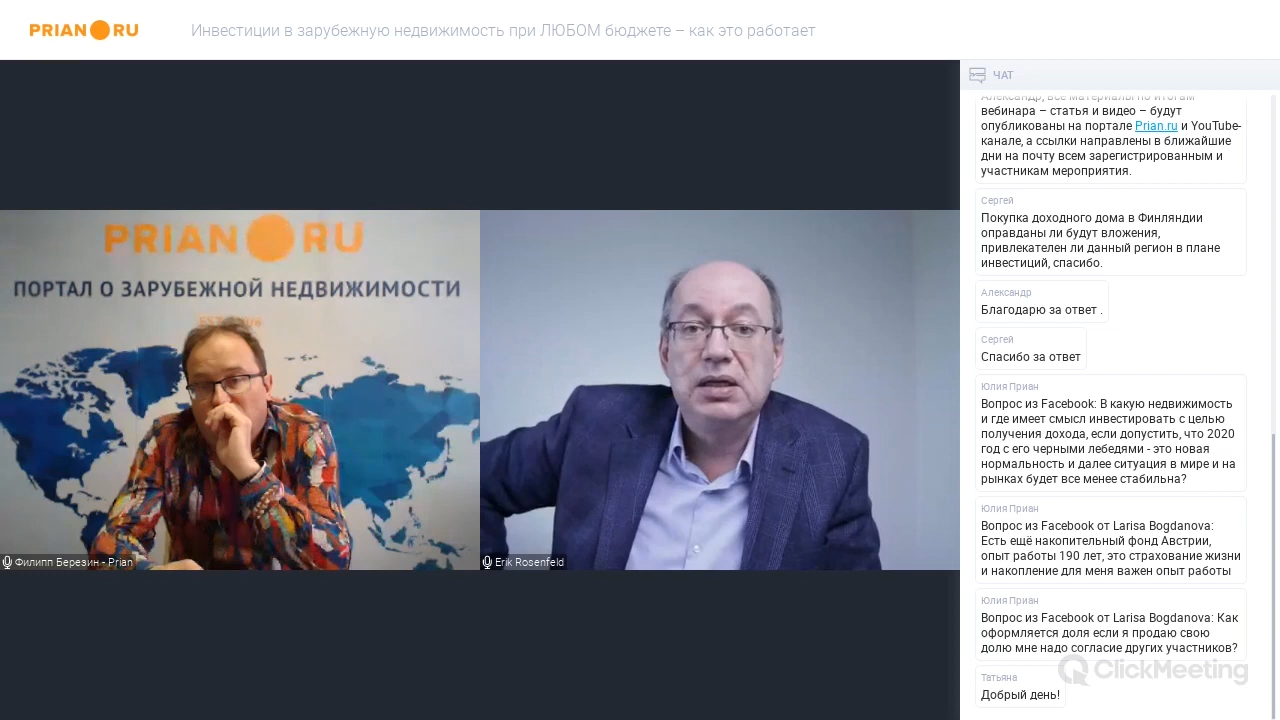 PRIAN RU
Инвестиции в зарубежную недвижимость при ЛЮБОМ бюджете – как это работает
PRIAN RU
ПОРТАЛ О ЗАРУБЕЖНОЙ НЕДВИЖИМОСТИ
Филипп Березин - Prian
Erik Rosenfeld
ЧАТ
Александр, все материалы по итогам
вебинара – статья и видео – будут
опубликованы на портале Prian.ru и YouTube-
канале, а ссылки направлены в ближайшие
дни на почту всем зарегистрированным и
участникам мероприятия.
Сергей
Покупка доходного дома в Финляндии
оправданы ли будут вложения,
привлекателен ли данный регион в плане
инвестиций, спасибо.
Александр
Благодарю за ответ .
Сергей
Спасибо за ответ
Юлия Приан
Вопрос из Facebook: В какую недвижимость
и где имеет смысл инвестировать с целью
получения дохода, если допустить, что 2020
год с его черными лебедями - это новая
нормальность и далее ситуация в мире и на
рынках будет все менее стабильна?
Юлия Приан
Вопрос из Facebook от Larisa Bogdanova:
Есть ещё накопительный фонд Австрии,
опыт работы 190 лет, это страхование жизни
и накопление для меня важен опыт работы
Юлия Приан
Вопрос из Facebook от Larisa Bogdanova: Как
оформляется доля если я продаю свою
долю мне надо согласие других участников?
ClickMeeting
Татьяна
Добрый день!